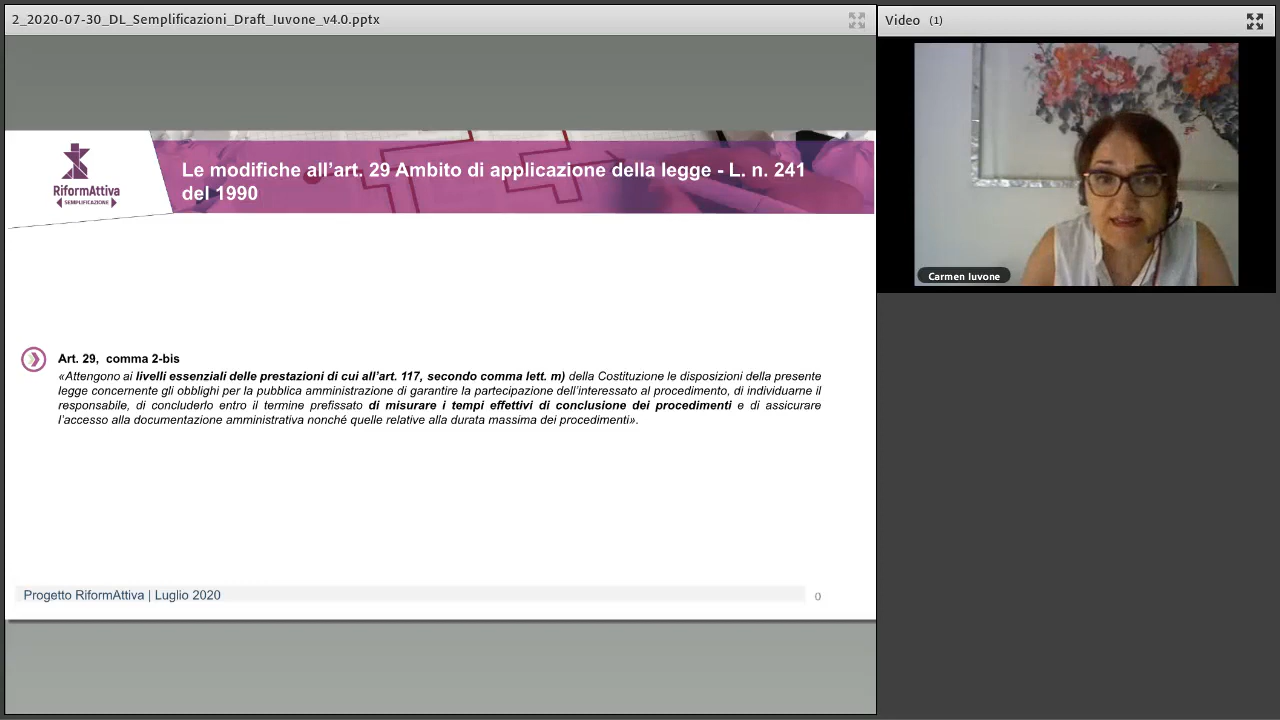 2_2020-07-30_DL_Semplificazioni_Draft_Iuvone_v4.0.pptx
Video (1)
Carmen Iuvone
RiformAttiva
SEMPLIFICAZIONE
Le modifiche all’art. 29 Ambito di applicazione della legge - L. n. 241
del 1990
Art. 29, comma 2-bis
«Attengono ai livelli essenziali delle prestazioni di cui all’art. 117, secondo comma lett. m) della Costituzione le disposizioni della presente
legge concernente gli obblighi per la pubblica amministrazione di garantire la partecipazione dell’interessato al procedimento, di individuarne il
responsabile, di concluderlo entro il termine prefissato di misurare i tempi effettivi di conclusione dei procedimenti e di assicurare
l’accesso alla documentazione amministrativa nonché quelle relative alla durata massima dei procedimenti».
Progetto RiformAttiva | Luglio 2020
0